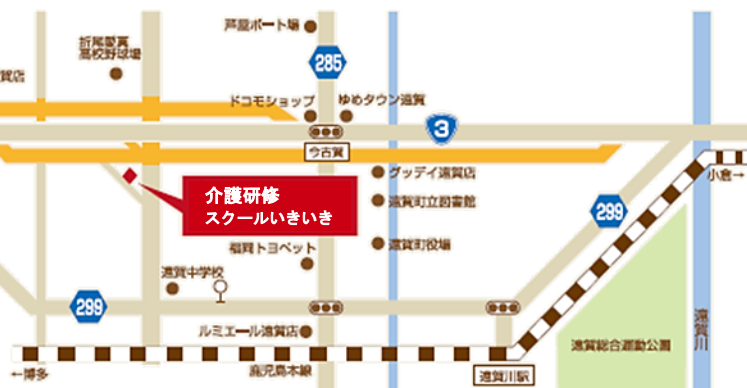 芦屋ボート場
折尾愛真
高校野球場
285
賀店
ドコモショップ
ゆめタウン遠賀
3
今古賀
グッデイ遠賀店
小倉→
介護研修
スクールいきいき
遠賀町立図書館
299
福岡トヨペット
遠賀町役場
遠賀中学校
299
ルミエール遠賀店
遠賀川
遠賀総合運動公園
←博多
鹿児島本線
遠賀川駅